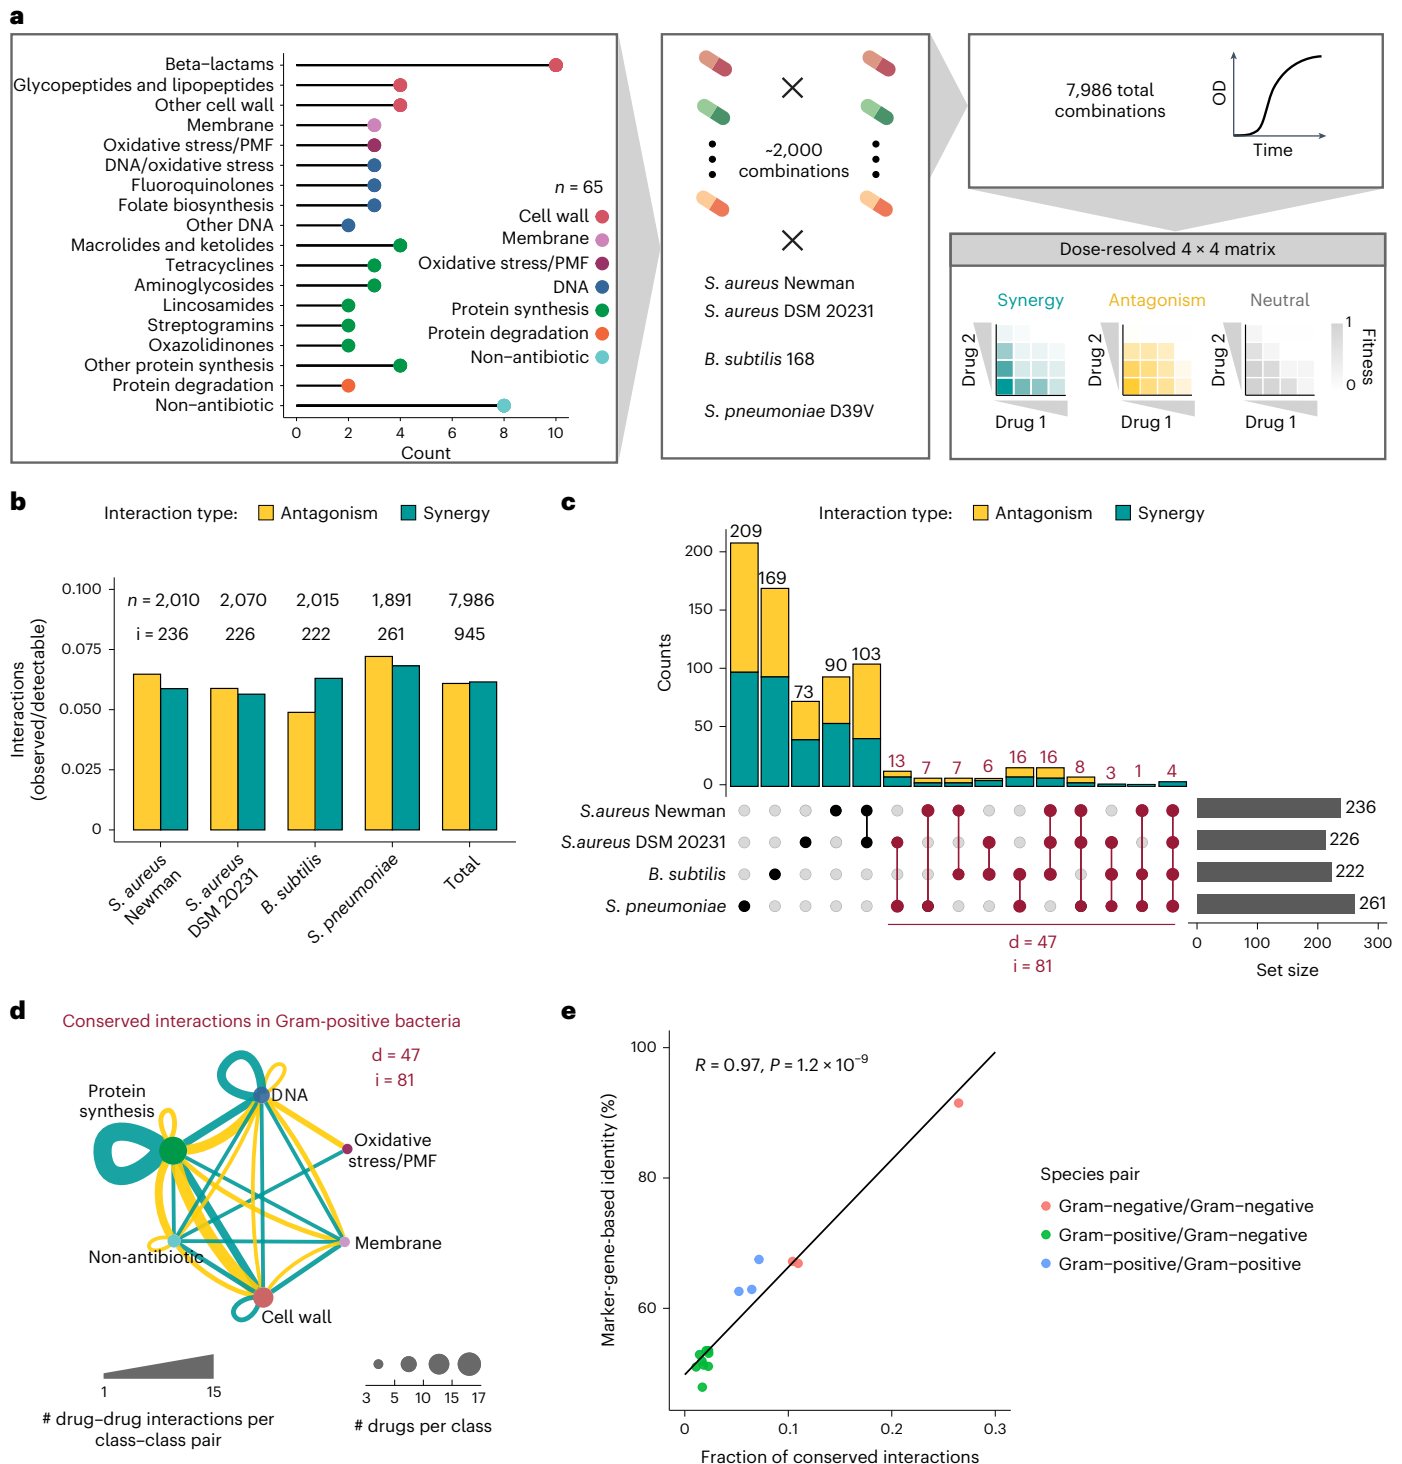 a
Beta–lactams
Glycopeptides and lipopeptides
Other cell wall
Membrane
Oxidative stress/PMF
DNA/oxidative stress
Fluoroquinolones
Folate biosynthesis
Other DNA
Macrolides and ketolides
Tetracyclines
Aminoglycosides
Lincosamides
Streptogramins
Oxazolidinones
Other protein synthesis
Protein degradation
Non–antibiotic
0 2 4 6 8 10
Count
n = 65
Cell wall
Membrane
Oxidative stress/PMF
DNA
Protein synthesis
Protein degradation
Non–antibiotic
~2,000
combinations
S. aureus Newman
S. aureus DSM 20231
B. subtilis 168
S. pneumoniae D39V
7,986 total
combinations
OD
Time
Dose-resolved 4 × 4 matrix
Synergy
Antagonism
Neutral
Drug 2
Drug 1
Drug 2
Drug 1
Drug 2
Drug 1
1
0
Fitness
b
Interaction type: Antagonism Synergy
Interactions
(observed/detectable)
0.100
0.075
0.050
0.025
0
n = 2,010 2,070 2,015 1,891 7,986
i = 236 226 222 261 945
S. aureus
Newman
S. aureus
DSM 20231
B. subtilis
S. pneumoniae
Total
c
Interaction type: Antagonism Synergy
Counts
200
150
100
50
0
209
169
73
90
103
13
7
7
6
16
16
8
3
1
4
S.aureus Newman
S.aureus DSM 20231
B. subtilis
S. pneumoniae
d = 47
i = 81
236
226
222
261
0 100 200 300
Set size
d
Conserved interactions in Gram-positive bacteria
d = 47
i = 81
Protein
synthesis
DNA
Oxidative
stress/PMF
Membrane
Non-antibiotic
Cell wall
1 15
# drug–drug interactions per
class–class pair
3 5 10 15 17
# drugs per class
e
Marker-gene-based identity (%)
100
80
60
R = 0.97, P = 1.2 × 10⁻⁹
0 0.1 0.2 0.3
Fraction of conserved interactions
Species pair
Gram–negative/Gram–negative
Gram–positive/Gram–negative
Gram–positive/Gram–positive